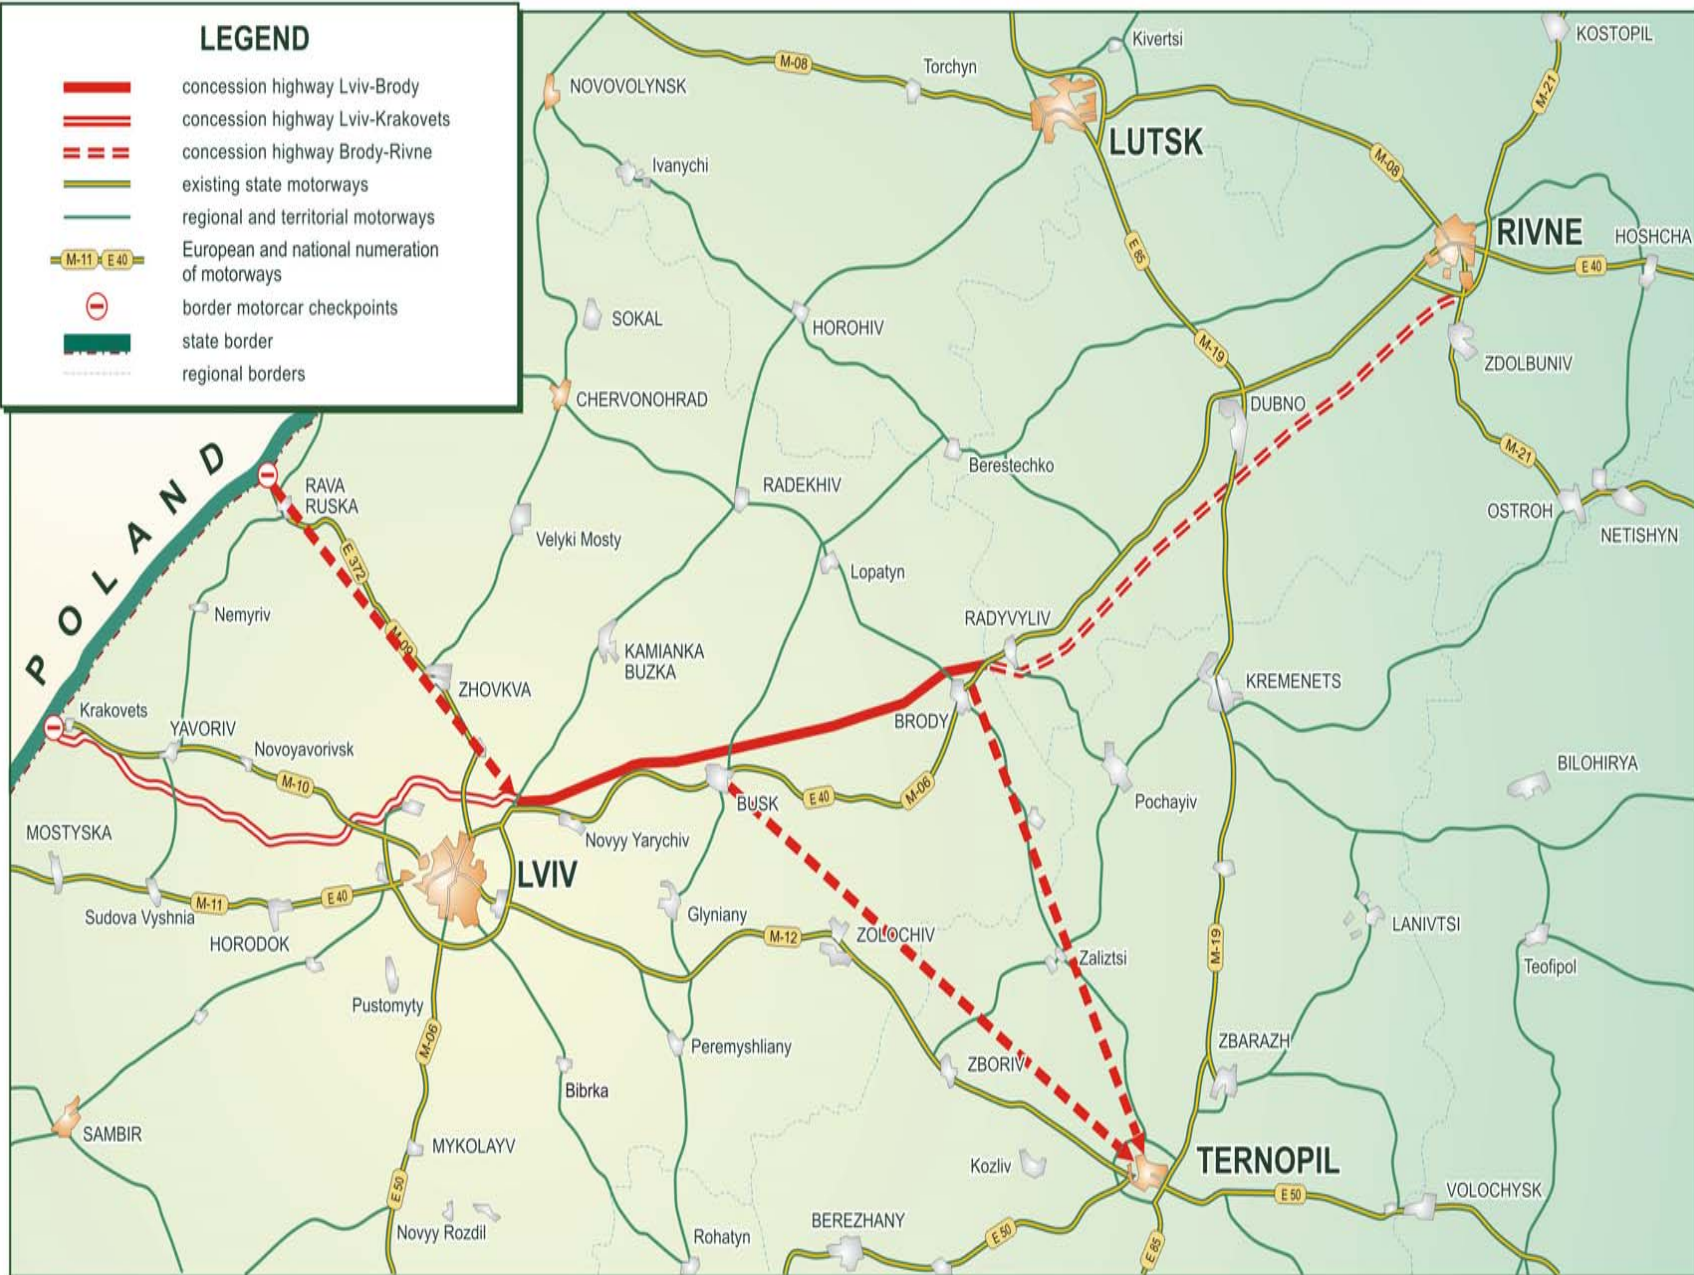 LEGEND
concession highway Lviv-Brody
concession highway Lviv-Krakovets
concession highway Brody-Rivne
existing state motorways
regional and territorial motorways
M-11 E 40
European and national numeration
of motorways
border motorcar checkpoints
state border
regional borders
KOSTOPIL
Kivertsi
M-08
Torchyn
NOVOVOLYNSK
M-21
LUTSK
Ivanychi
M-08
RIVNE
HOSHCHA
E 85
E 40
SOKAL
HOROHIV
M-19
ZDOLBUNIV
CHERVONOHRAD
DUBNO
POLAND
M-21
Berestechko
RAVA
RUSKA
RADEKHIV
OSTROH
NETISHYN
Velyki Mosty
E 372
Lopatyn
Nemyriv
RADYVYLIV
M-09
KAMIANKA
BUZKA
ZHOVKVA
KREMENETS
Krakovets
YAVORIV
BRODY
Novoyavorivsk
BILOHIRYA
M-10
BUSK
E 40
M-06
Pochayiv
MOSTYSKA
Novyy Yarychiv
LVIV
M-11
E 40
Sudova Vyshnia
Glyniany
LANIVTSI
HORODOK
M-12
ZOLOCHIV
M-19
Zaliztsi
Teofipol
Pustomyty
M-06
Peremyshliany
ZBARAZH
ZBORIV
Bibrka
SAMBIR
MYKOLAYV
Kozliv
TERNOPIL
E 50
E 50
VOLOCHYSK
Novyy Rozdil
BEREZHANY
Rohatyn
E 50
E 85